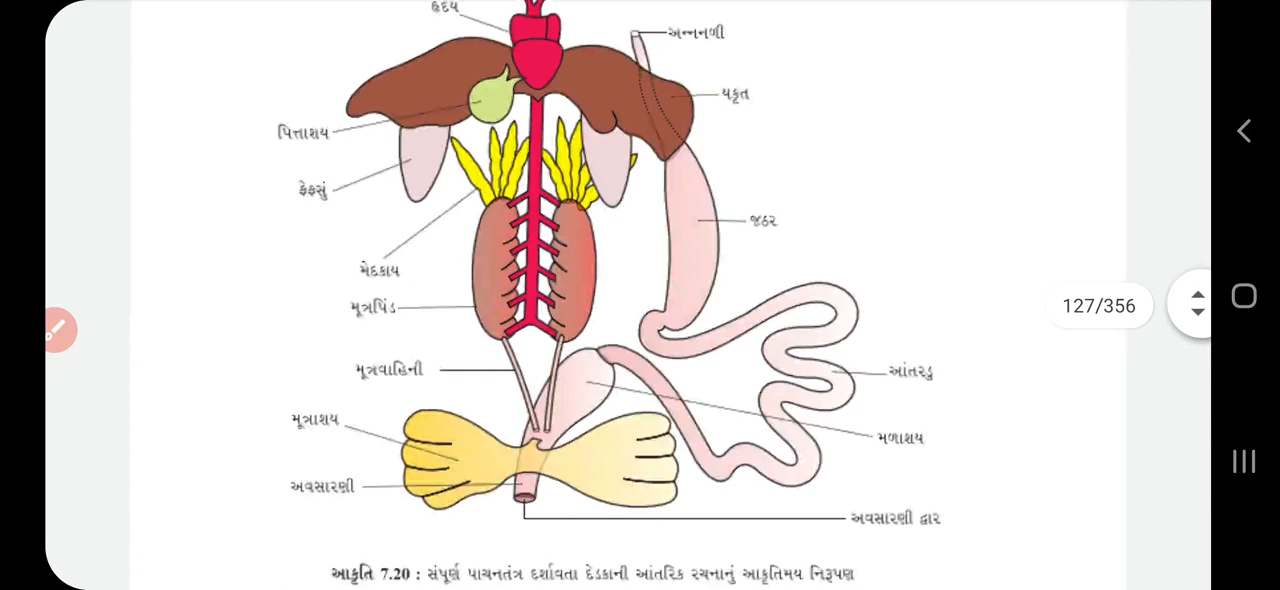 હૃદય
અન્નનળી
યકૃત
પિત્તાશય
ફેફસું
જઠર
મેદકાય
મૂત્રપિંડ
મૂત્રવાહિની
આંતરડુ
મૂત્રાશય
મળાશય
અવસારણી
અવસારણી દ્વાર
આકૃતિ 7.20 : સંપૂર્ણ પાચનતંત્ર દર્શાવતા દેડકાની આંતરિક રચનાનું આકૃતિમય નિરૂપણ
127/356